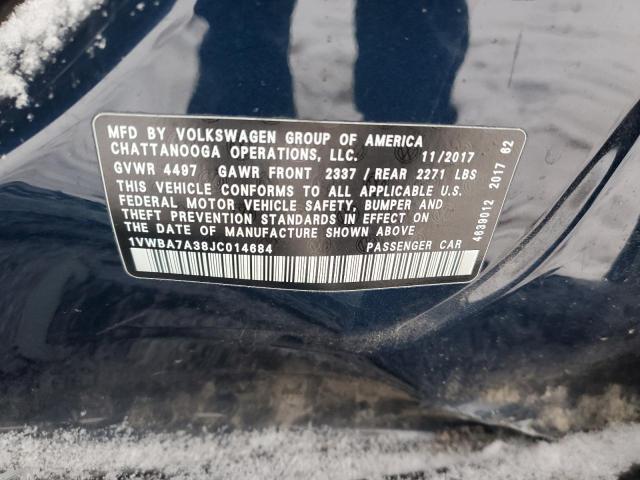 MFD BY VOLKSWAGEN GROUP OF AMERICA
CHATTANOOGA OPERATIONS, LLC. 11/2017
GVWR 4497 GAWR FRONT 2337 / REAR 2271 LBS
THIS VEHICLE CONFORMS TO ALL APPLICABLE U.S.
FEDERAL MOTOR VEHICLE SAFETY, BUMPER AND
THEFT PREVENTION STANDARDS IN EFFECT ON
THE DATE OF MANUFACTURE SHOWN ABOVE
1VWBA7A38JC014684 PASSENGER CAR
4639012 2017 62